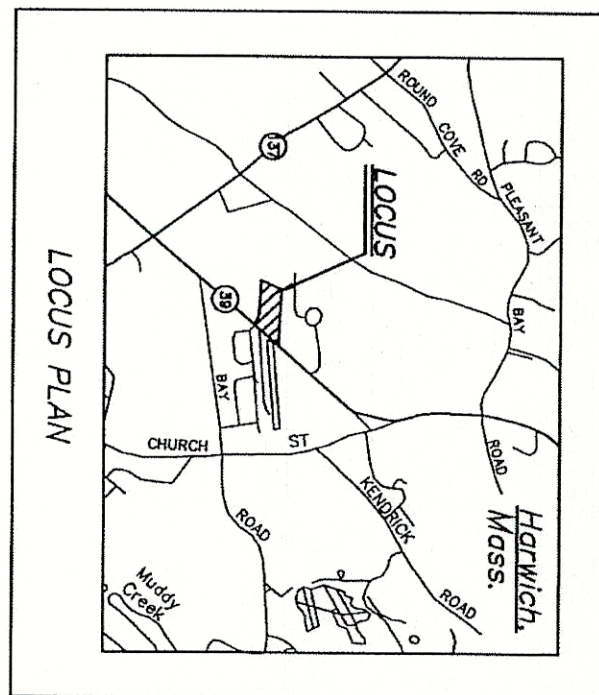 ROUND COVE RD
PLEASANT
BAY
ROAD
137
LOCUS
39
BAY
ROAD
CHURCH ST
KENDRICK
ROAD
Harwich,
Mass.
Muddy
Creek
LOCUS PLAN